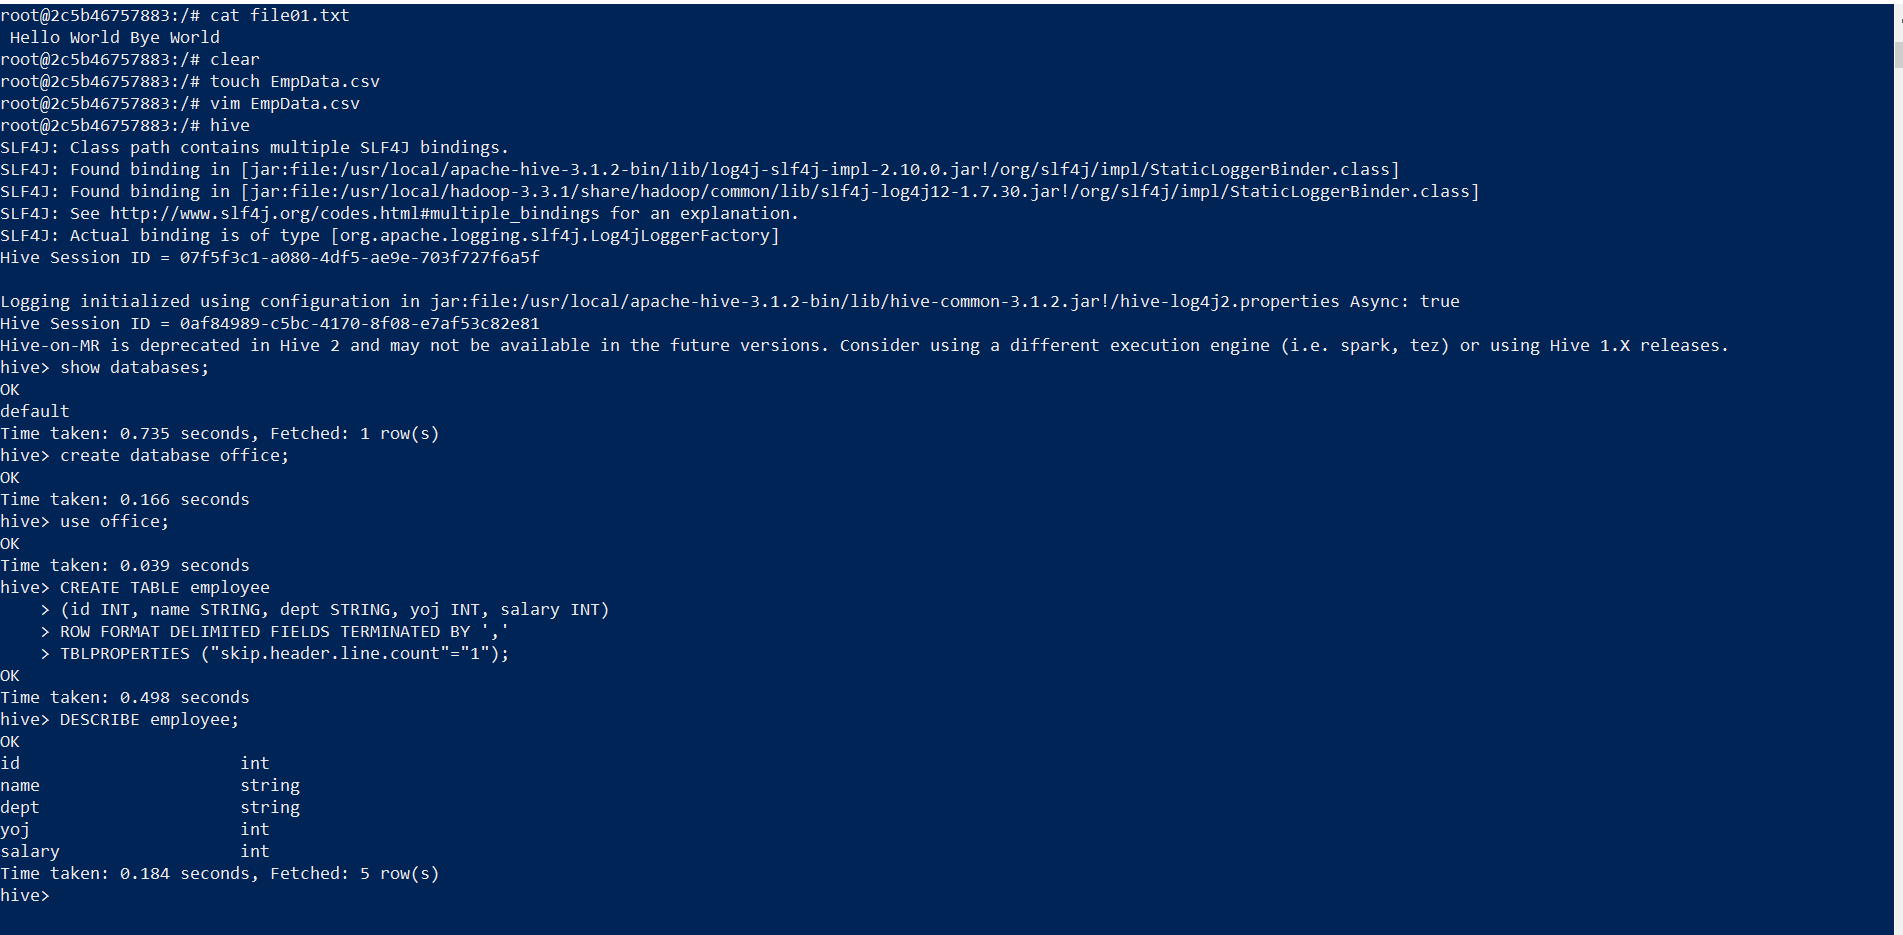 root@2c5b46757883:/# cat file01.txt
 Hello World Bye World
root@2c5b46757883:/# clear
root@2c5b46757883:/# touch EmpData.csv
root@2c5b46757883:/# vim EmpData.csv
root@2c5b46757883:/# hive
SLF4J: Class path contains multiple SLF4J bindings.
SLF4J: Found binding in [jar:file:/usr/local/apache-hive-3.1.2-bin/lib/log4j-slf4j-impl-2.10.0.jar!/org/slf4j/impl/StaticLoggerBinder.class]
SLF4J: Found binding in [jar:file:/usr/local/hadoop-3.3.1/share/hadoop/common/lib/slf4j-log4j12-1.7.30.jar!/org/slf4j/impl/StaticLoggerBinder.class]
SLF4J: See http://www.slf4j.org/codes.html#multiple_bindings for an explanation.
SLF4J: Actual binding is of type [org.apache.logging.slf4j.Log4jLoggerFactory]
Hive Session ID = 07f5f3c1-a080-4df5-ae9e-703f727f6a5f

Logging initialized using configuration in jar:file:/usr/local/apache-hive-3.1.2-bin/lib/hive-common-3.1.2.jar!/hive-log4j2.properties Async: true
Hive Session ID = 0af84989-c5bc-4170-8f08-e7af53c82e81
Hive-on-MR is deprecated in Hive 2 and may not be available in the future versions. Consider using a different execution engine (i.e. spark, tez) or using Hive 1.X releases.
hive> show databases;
OK
default
Time taken: 0.735 seconds, Fetched: 1 row(s)
hive> create database office;
OK
Time taken: 0.166 seconds
hive> use office;
OK
Time taken: 0.039 seconds
hive> CREATE TABLE employee
    > (id INT, name STRING, dept STRING, yoj INT, salary INT)
    > ROW FORMAT DELIMITED FIELDS TERMINATED BY ','
    > TBLPROPERTIES ("skip.header.line.count"="1");
OK
Time taken: 0.498 seconds
hive> DESCRIBE employee;
OK
id                      int
name                    string
dept                    string
yoj                     int
salary                  int
Time taken: 0.184 seconds, Fetched: 5 row(s)
hive>